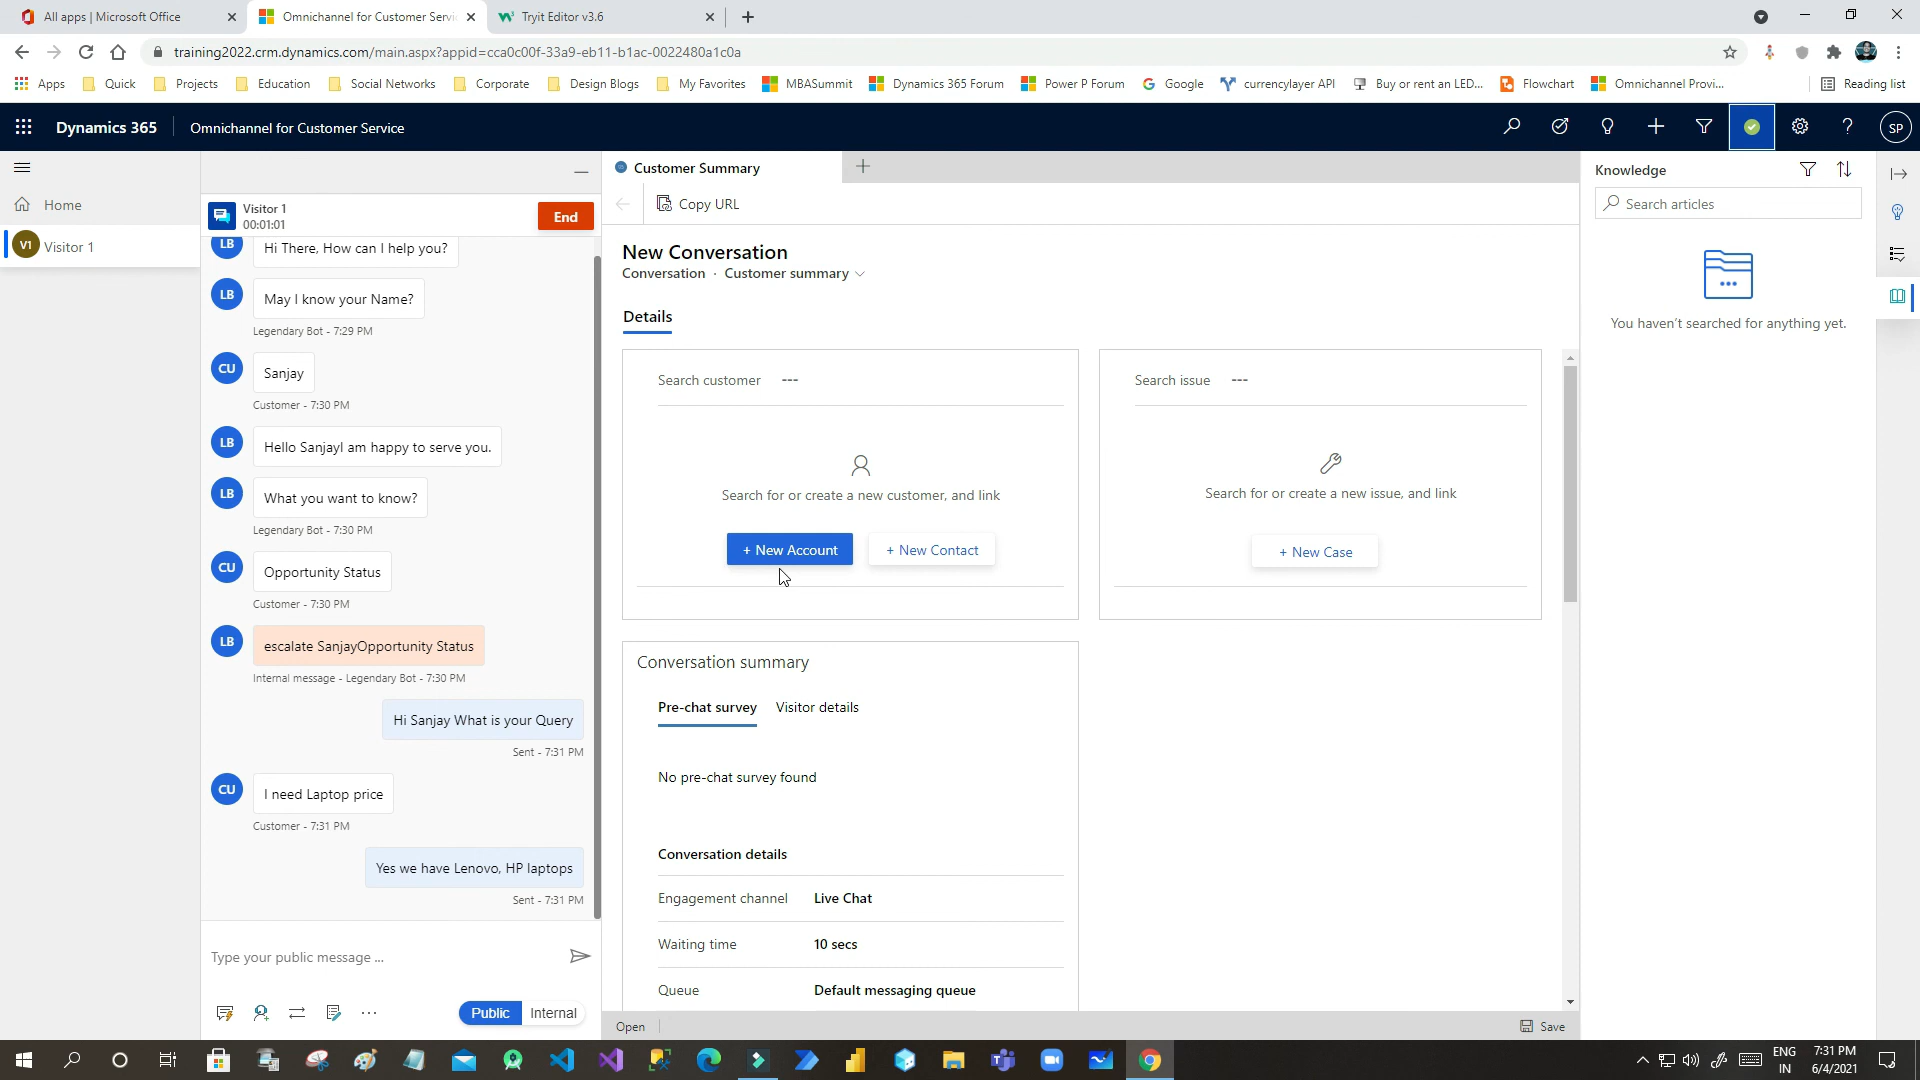 All apps | Microsoft Office
Omnichannel for Customer Servic
Tryit Editor v3.6
training2022.crm.dynamics.com/main.aspx?appid=cca0c00f-33a9-eb11-b1ac-0022480a1c0a
Apps
Quick
Projects
Education
Social Networks
Corporate
Design Blogs
My Favorites
MBASummit
Dynamics 365 Forum
Power P Forum
Google
currencylayer API
Buy or rent an LED...
Flowchart
Omnichannel Provi...
Reading list
Dynamics 365
Omnichannel for Customer Service
SP
Home
V1
Visitor 1
Visitor 1
00:01:01
End
LB
Hi There, How can I help you?
LB
May I know your Name?
Legendary Bot - 7:29 PM
CU
Sanjay
Customer - 7:30 PM
LB
Hello SanjayI am happy to serve you.
LB
What you want to know?
Legendary Bot - 7:30 PM
CU
Opportunity Status
Customer - 7:30 PM
LB
escalate SanjayOpportunity Status
Internal message - Legendary Bot - 7:30 PM
Hi Sanjay What is your Query
Sent - 7:31 PM
CU
I need Laptop price
Customer - 7:31 PM
Yes we have Lenovo, HP laptops
Sent - 7:31 PM
Type your public message ...
Public
Internal
Customer Summary
Copy URL
New Conversation
Conversation · Customer summary
Details
Search customer ---
Search for or create a new customer, and link
+ New Account
+ New Contact
Search issue ---
Search for or create a new issue, and link
+ New Case
Conversation summary
Pre-chat survey
Visitor details
No pre-chat survey found
Conversation details
Engagement channel Live Chat
Waiting time 10 secs
Queue Default messaging queue
Open
Save
Knowledge
Search articles
You haven't searched for anything yet.
ENG
IN
7:31 PM
6/4/2021